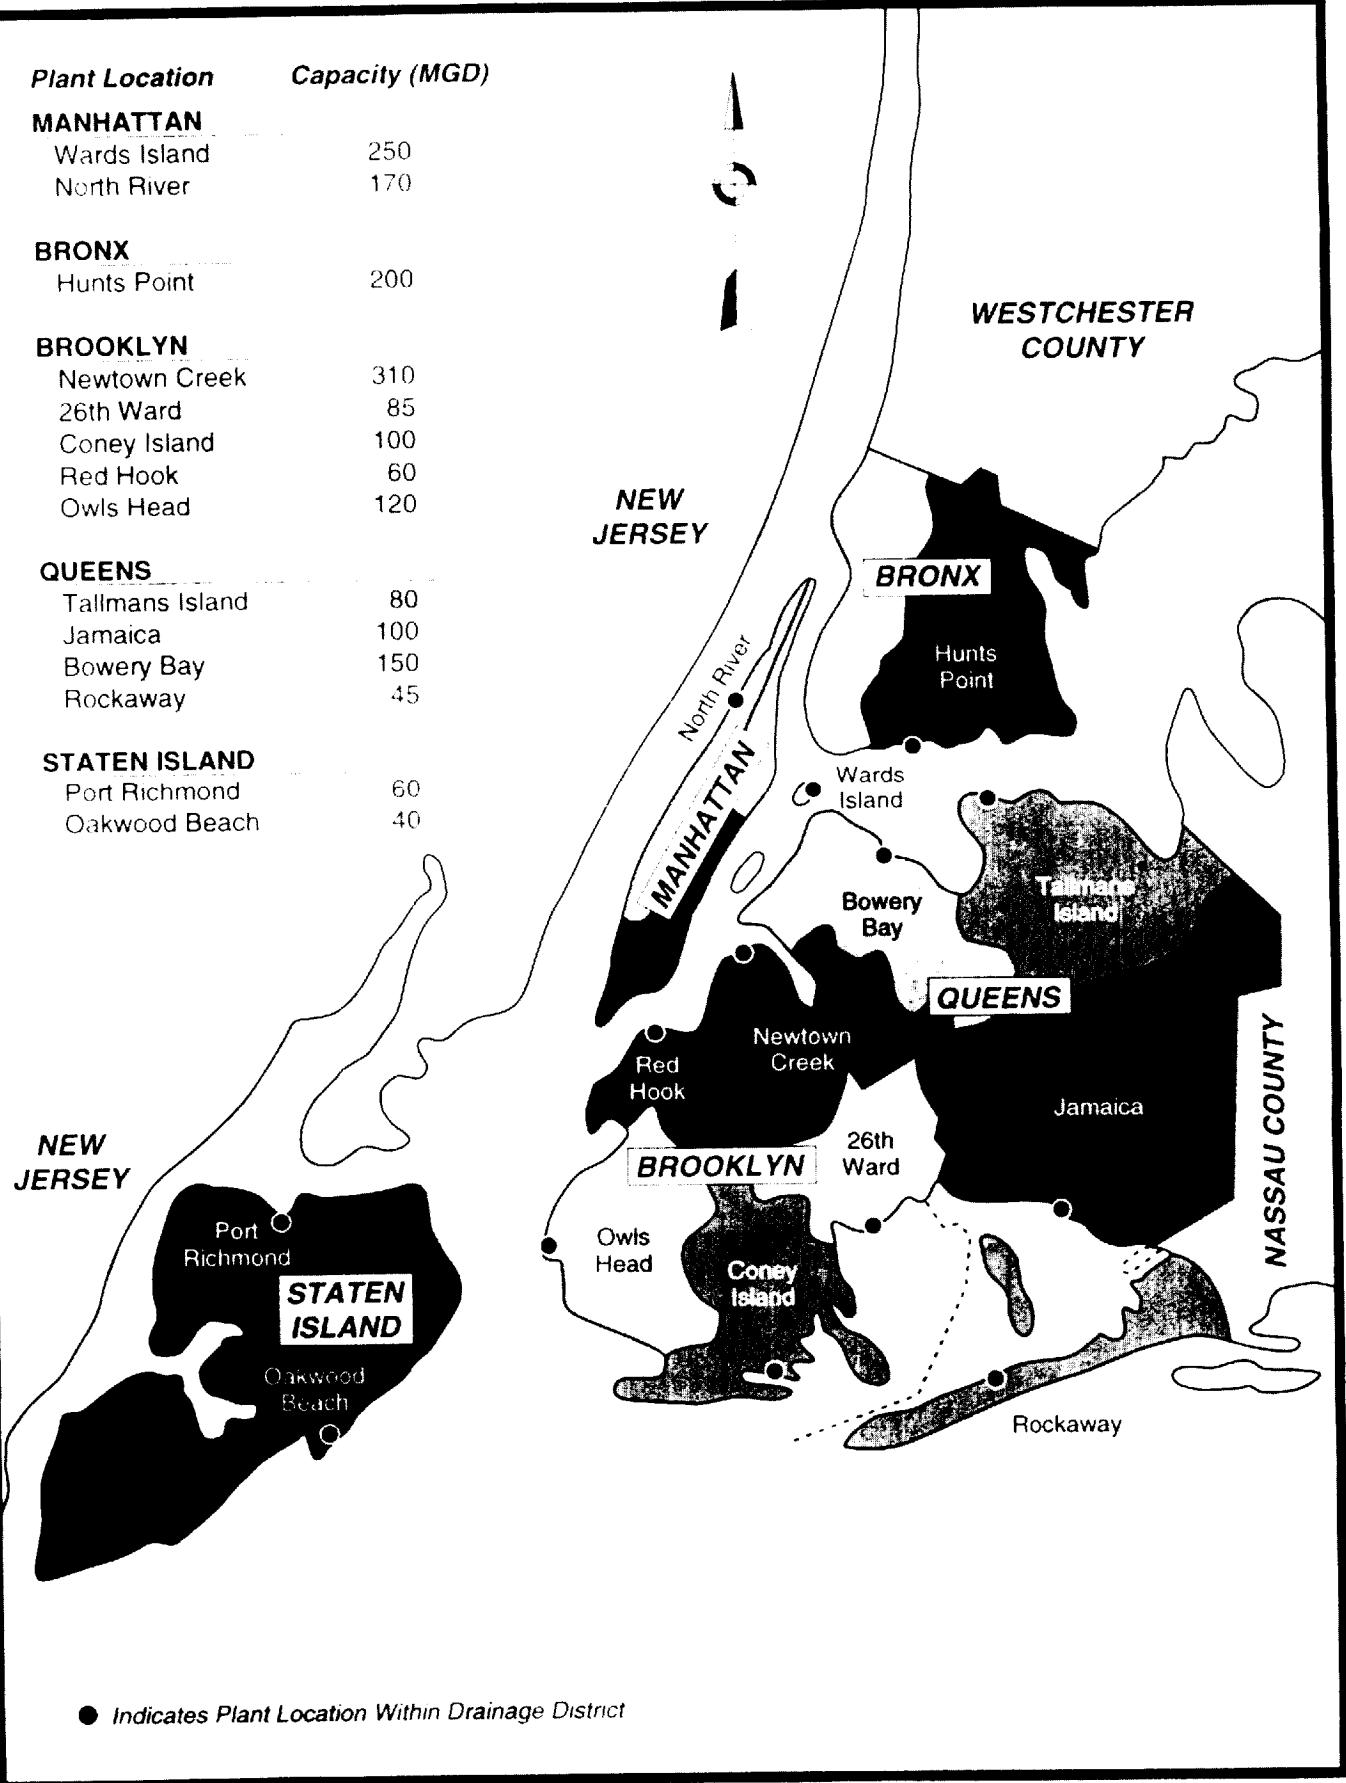 Plant Location Capacity (MGD)
MANHATTAN
Wards Island 250
North River 170
BRONX
Hunts Point 200
BROOKLYN
Newtown Creek 310
26th Ward 85
Coney Island 100
Red Hook 60
Owls Head 120
QUEENS
Tallmans Island 80
Jamaica 100
Bowery Bay 150
Rockaway 45
STATEN ISLAND
Port Richmond 60
Oakwood Beach 40
WESTCHESTER
COUNTY
NEW
JERSEY
BRONX
Hunts
Point
North River
MANHATTAN
Wards
Island
Tallmans
Island
Bowery
Bay
QUEENS
Newtown
Creek
Red
Hook
Jamaica
NASSAU COUNTY
26th
Ward
BROOKLYN
NEW
JERSEY
Port
Richmond
Owls
Head
Coney
Island
STATEN
ISLAND
Oakwood
Beach
Rockaway
Indicates Plant Location Within Drainage District